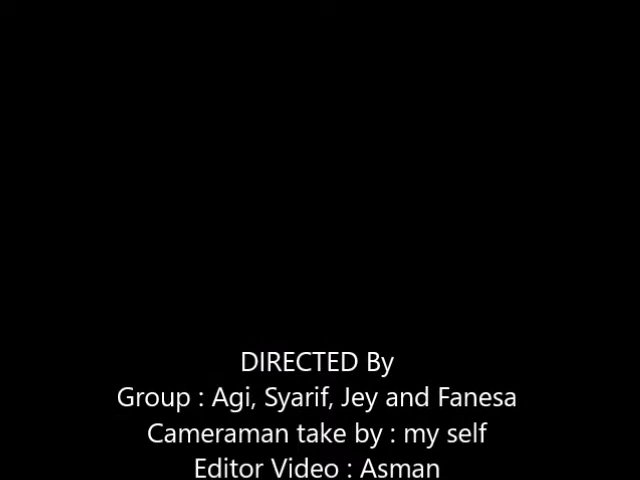 DIRECTED By
Group : Agi, Syarif, Jey and Fanesa
Cameraman take by : my self
Editor Video : Asman